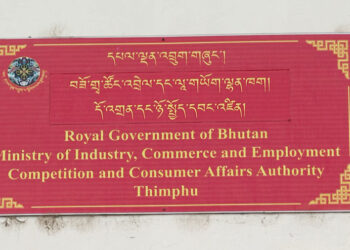 དཔལ་ལྡན་འབྲུག་གཞུང་།
བཟོ་གྲྭ་ཚོང་འབྲེལ་དང་ལཱ་གཡོག་ལྷན་ཁག།
དོ་འགྲན་དང་ཉོ་སྤྱོད་དབང་འཛིན།
Royal Government of Bhutan
Ministry of Industry, Commerce and Employment
Competition and Consumer Affairs Authority
Thimphu